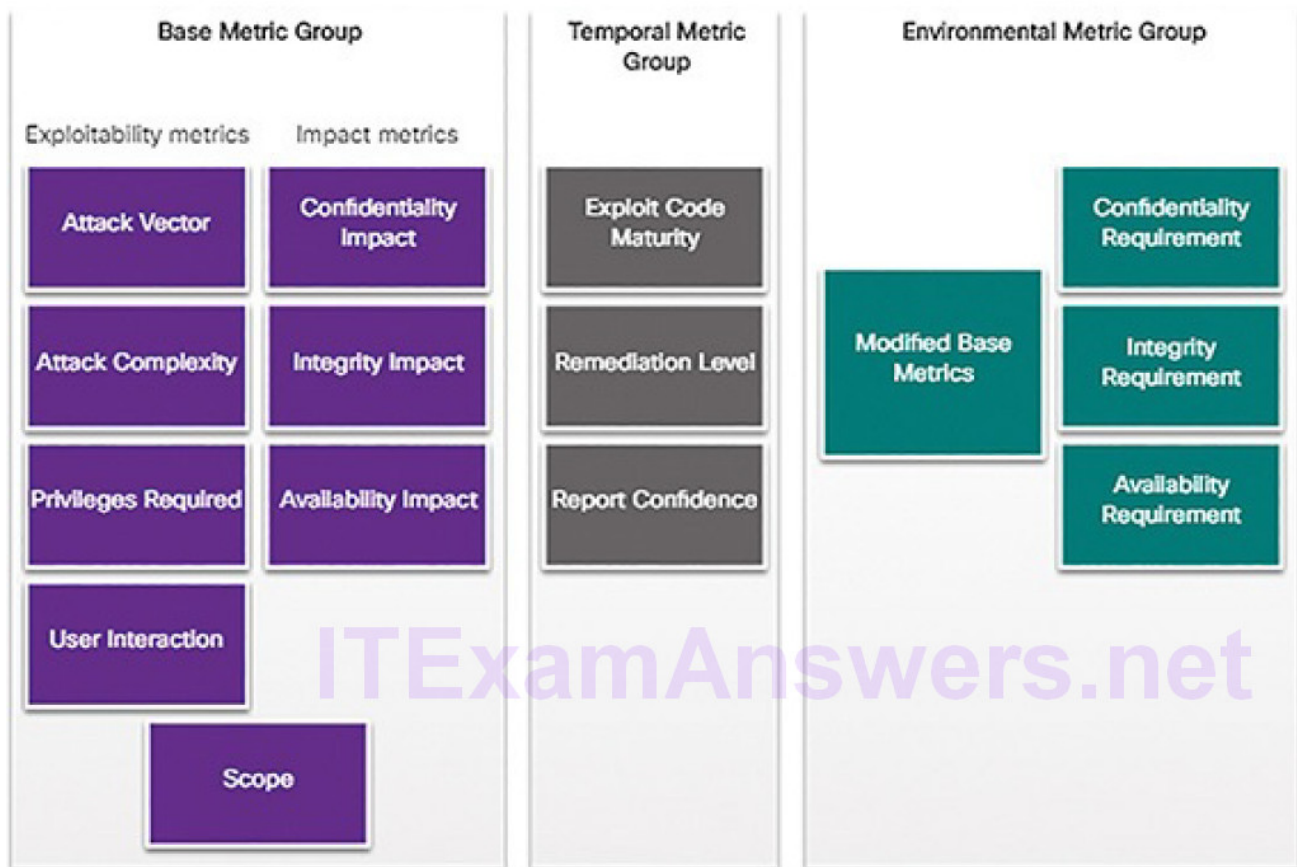 Base Metric Group
Exploitability metrics
Impact metrics
Attack Vector
Confidentiality
Impact
Attack Complexity
Integrity Impact
Privileges Required
Availability Impact
User Interaction
Scope
Temporal Metric
Group
Exploit Code
Maturity
Remediation Level
Report Confidence
Environmental Metric Group
Modified Base
Metrics
Confidentiality
Requirement
Integrity
Requirement
Availability
Requirement
ITExamAnswers.net